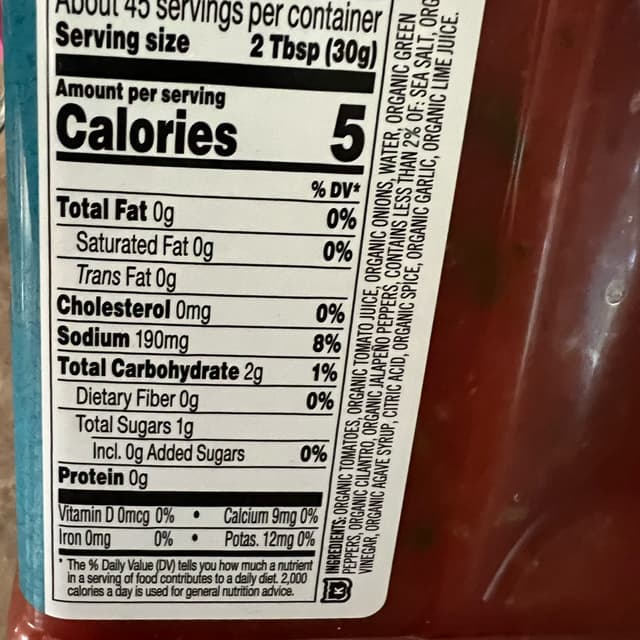 About 45 servings per container
Serving size 2 Tbsp (30g)
Amount per serving
Calories 5
% DV*
Total Fat 0g 0%
Saturated Fat 0g 0%
Trans Fat 0g
Cholesterol 0mg 0%
Sodium 190mg 8%
Total Carbohydrate 2g 1%
Dietary Fiber 0g 0%
Total Sugars 1g
Incl. 0g Added Sugars 0%
Protein 0g
Vitamin D 0mcg 0% • Calcium 9mg 0%
Iron 0mg 0% • Potas. 12mg 0%
* The % Daily Value (DV) tells you how much a nutrient
in a serving of food contributes to a daily diet. 2,000
calories a day is used for general nutrition advice.
INGREDIENTS: ORGANIC TOMATOES, ORGANIC TOMATO JUICE, ORGANIC ONIONS, WATER, ORGANIC GREEN
PEPPERS, ORGANIC CILANTRO, ORGANIC JALAPEÑO PEPPERS, CONTAINS LESS THAN 2% OF: SEA SALT, ORG
VINEGAR, ORGANIC AGAVE SYRUP, CITRIC ACID, ORGANIC SPICE, ORGANIC GARLIC, ORGANIC LIME JUICE.
K